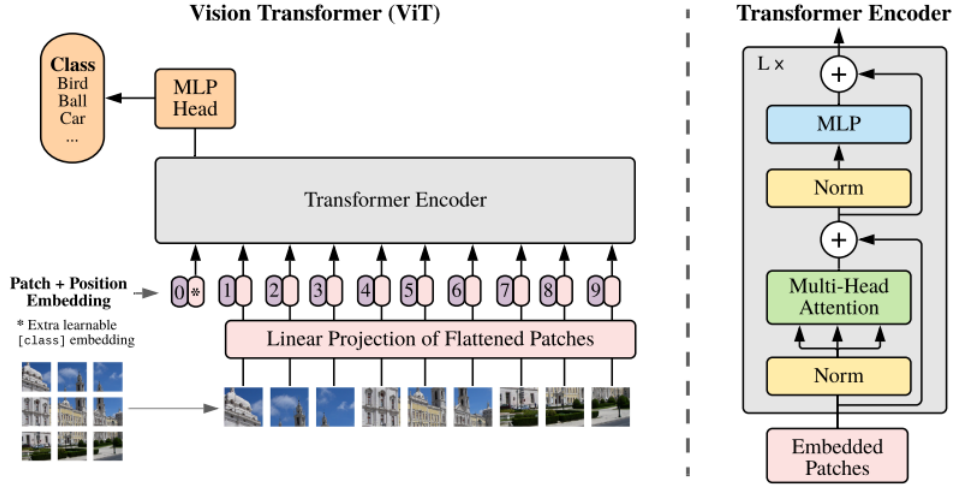 Vision Transformer (ViT)
Class
Bird
Ball
Car
...
MLP
Head
Transformer Encoder
Patch + Position
Embedding
0 * 1 2 3 4 5 6 7 8 9
* Extra learnable
[class] embedding
Linear Projection of Flattened Patches
Transformer Encoder
L ×
+
MLP
Norm
+
Multi-Head
Attention
Norm
Embedded
Patches